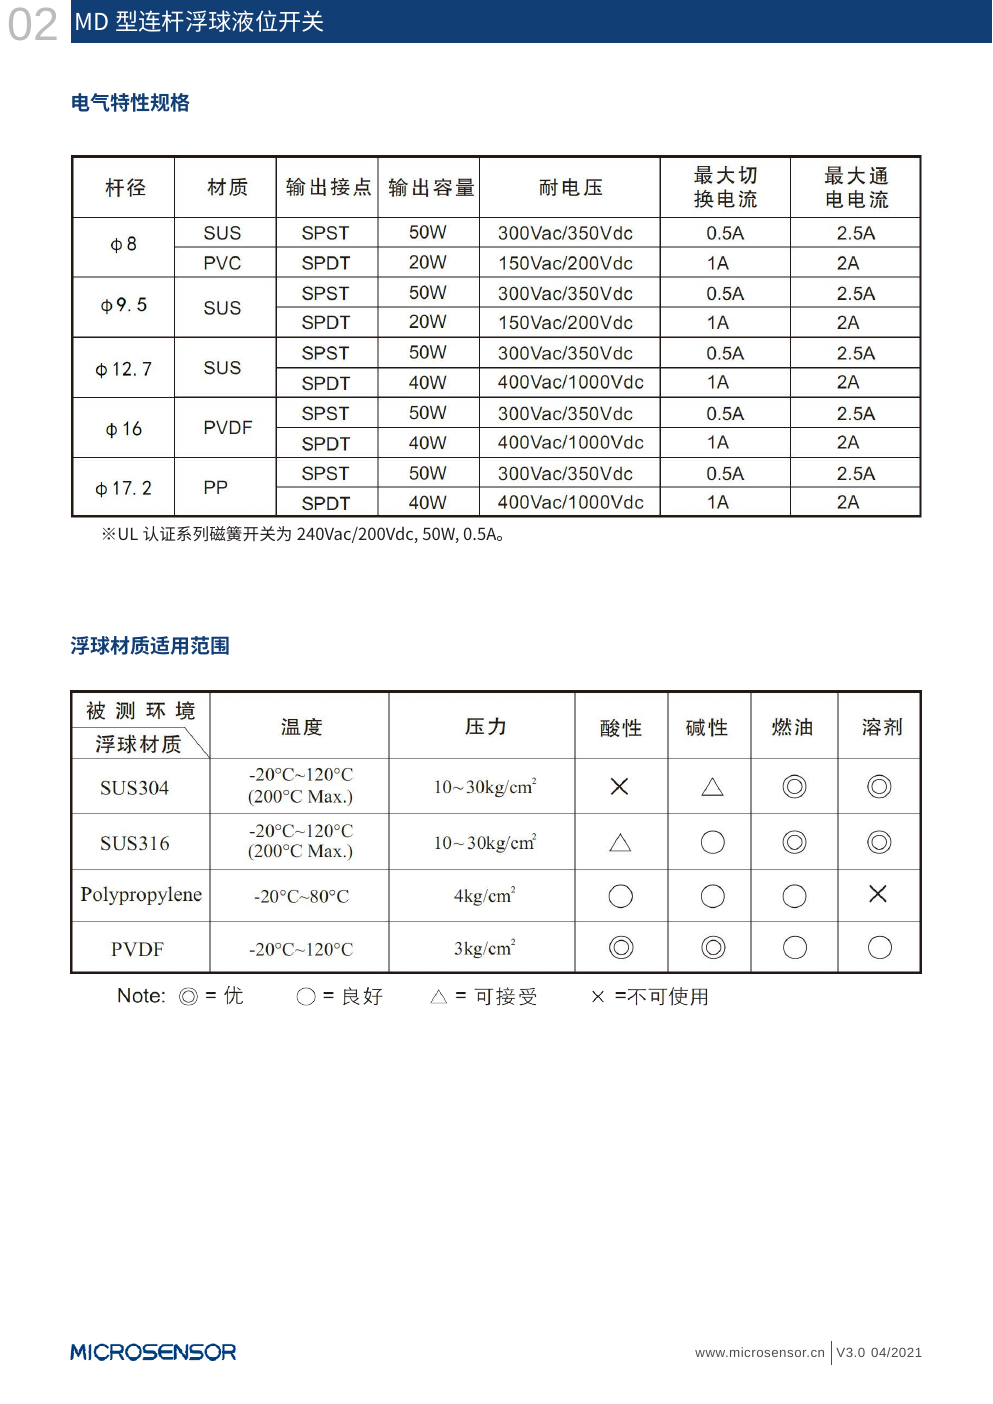 02
MD 型连杆浮球液位开关
电气特性规格
杆径 材质 输出接点 输出容量 耐电压 最大切换电流 最大通电电流
φ8 SUS SPST 50W 300Vac/350Vdc 0.5A 2.5A
PVC SPDT 20W 150Vac/200Vdc 1A 2A
φ9.5 SUS SPST 50W 300Vac/350Vdc 0.5A 2.5A
SPDT 20W 150Vac/200Vdc 1A 2A
φ12.7 SUS SPST 50W 300Vac/350Vdc 0.5A 2.5A
SPDT 40W 400Vac/1000Vdc 1A 2A
φ16 PVDF SPST 50W 300Vac/350Vdc 0.5A 2.5A
SPDT 40W 400Vac/1000Vdc 1A 2A
φ17.2 PP SPST 50W 300Vac/350Vdc 0.5A 2.5A
SPDT 40W 400Vac/1000Vdc 1A 2A
※UL 认证系列磁簧开关为 240Vac/200Vdc, 50W, 0.5A。
浮球材质适用范围
被测环境
浮球材质 温度 压力 酸性 碱性 燃油 溶剂
SUS304 -20°C~120°C (200°C Max.) 10~30kg/cm² × △ ◎ ◎
SUS316 -20°C~120°C (200°C Max.) 10~30kg/cm² △ ○ ◎ ◎
Polypropylene -20°C~80°C 4kg/cm² ○ ○ ○ ×
PVDF -20°C~120°C 3kg/cm² ◎ ◎ ○ ○
Note: ◎ = 优 ○ = 良好 △ = 可接受 × =不可使用
MICROSENSOR
www.microsensor.cn V3.0 04/2021